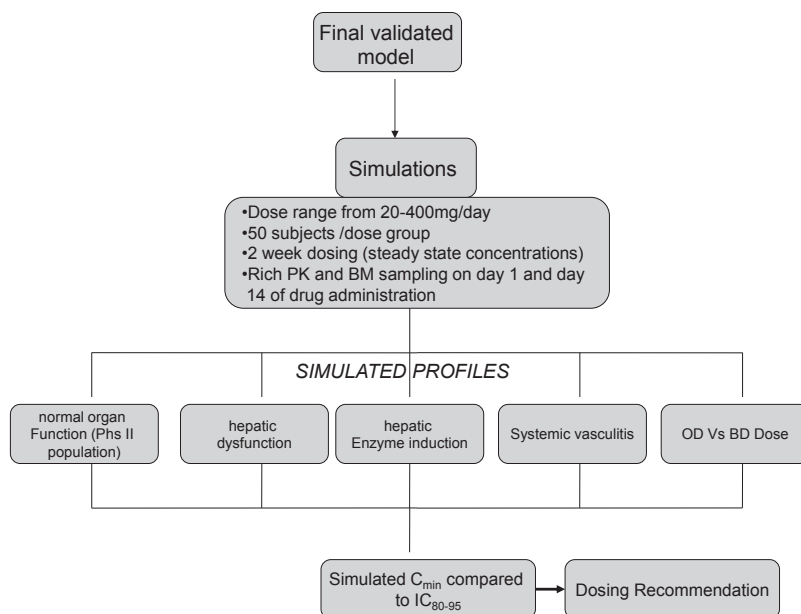 Final validated
model
Simulations
•Dose range from 20-400mg/day
•50 subjects /dose group
•2 week dosing (steady state concentrations)
•Rich PK and BM sampling on day 1 and day
14 of drug administration
SIMULATED PROFILES
normal organ
Function (Phs II
population)
hepatic
dysfunction
hepatic
Enzyme induction
Systemic vasculitis
OD Vs BD Dose
Simulated Cmin compared
to IC80-95
Dosing Recommendation